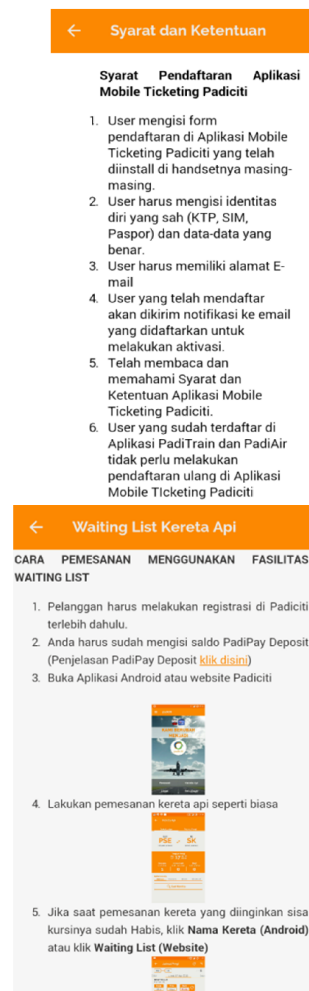 Syarat dan Ketentuan
Syarat Pendaftaran Aplikasi
Mobile Ticketing Padiciti
1. User mengisi form
pendaftaran di Aplikasi Mobile
Ticketing Padiciti yang telah
diinstall di handsetnya masing-
masing.
2. User harus mengisi identitas
diri yang sah (KTP, SIM,
Paspor) dan data-data yang
benar.
3. User harus memiliki alamat E-
mail
4. User yang telah mendaftar
akan dikirim notifikasi ke email
yang didaftarkan untuk
melakukan aktivasi.
5. Telah membaca dan
memahami Syarat dan
Ketentuan Aplikasi Mobile
Ticketing Padiciti.
6. User yang sudah terdaftar di
Aplikasi PadiTrain dan PadiAir
tidak perlu melakukan
pendaftaran ulang di Aplikasi
Mobile TIcketing Padiciti
Waiting List Kereta Api
CARA PEMESANAN MENGGUNAKAN FASILITAS
WAITING LIST
1. Pelanggan harus melakukan registrasi di Padiciti
terlebih dahulu.
2. Anda harus sudah mengisi saldo PadiPay Deposit
(Penjelasan PadiPay Deposit klik disini)
3. Buka Aplikasi Android atau website Padiciti
4. Lakukan pemesanan kereta api seperti biasa
PSE SK
5. Jika saat pemesanan kereta yang diinginkan sisa
kursinya sudah Habis, klik Nama Kereta (Android)
atau klik Waiting List (Website)